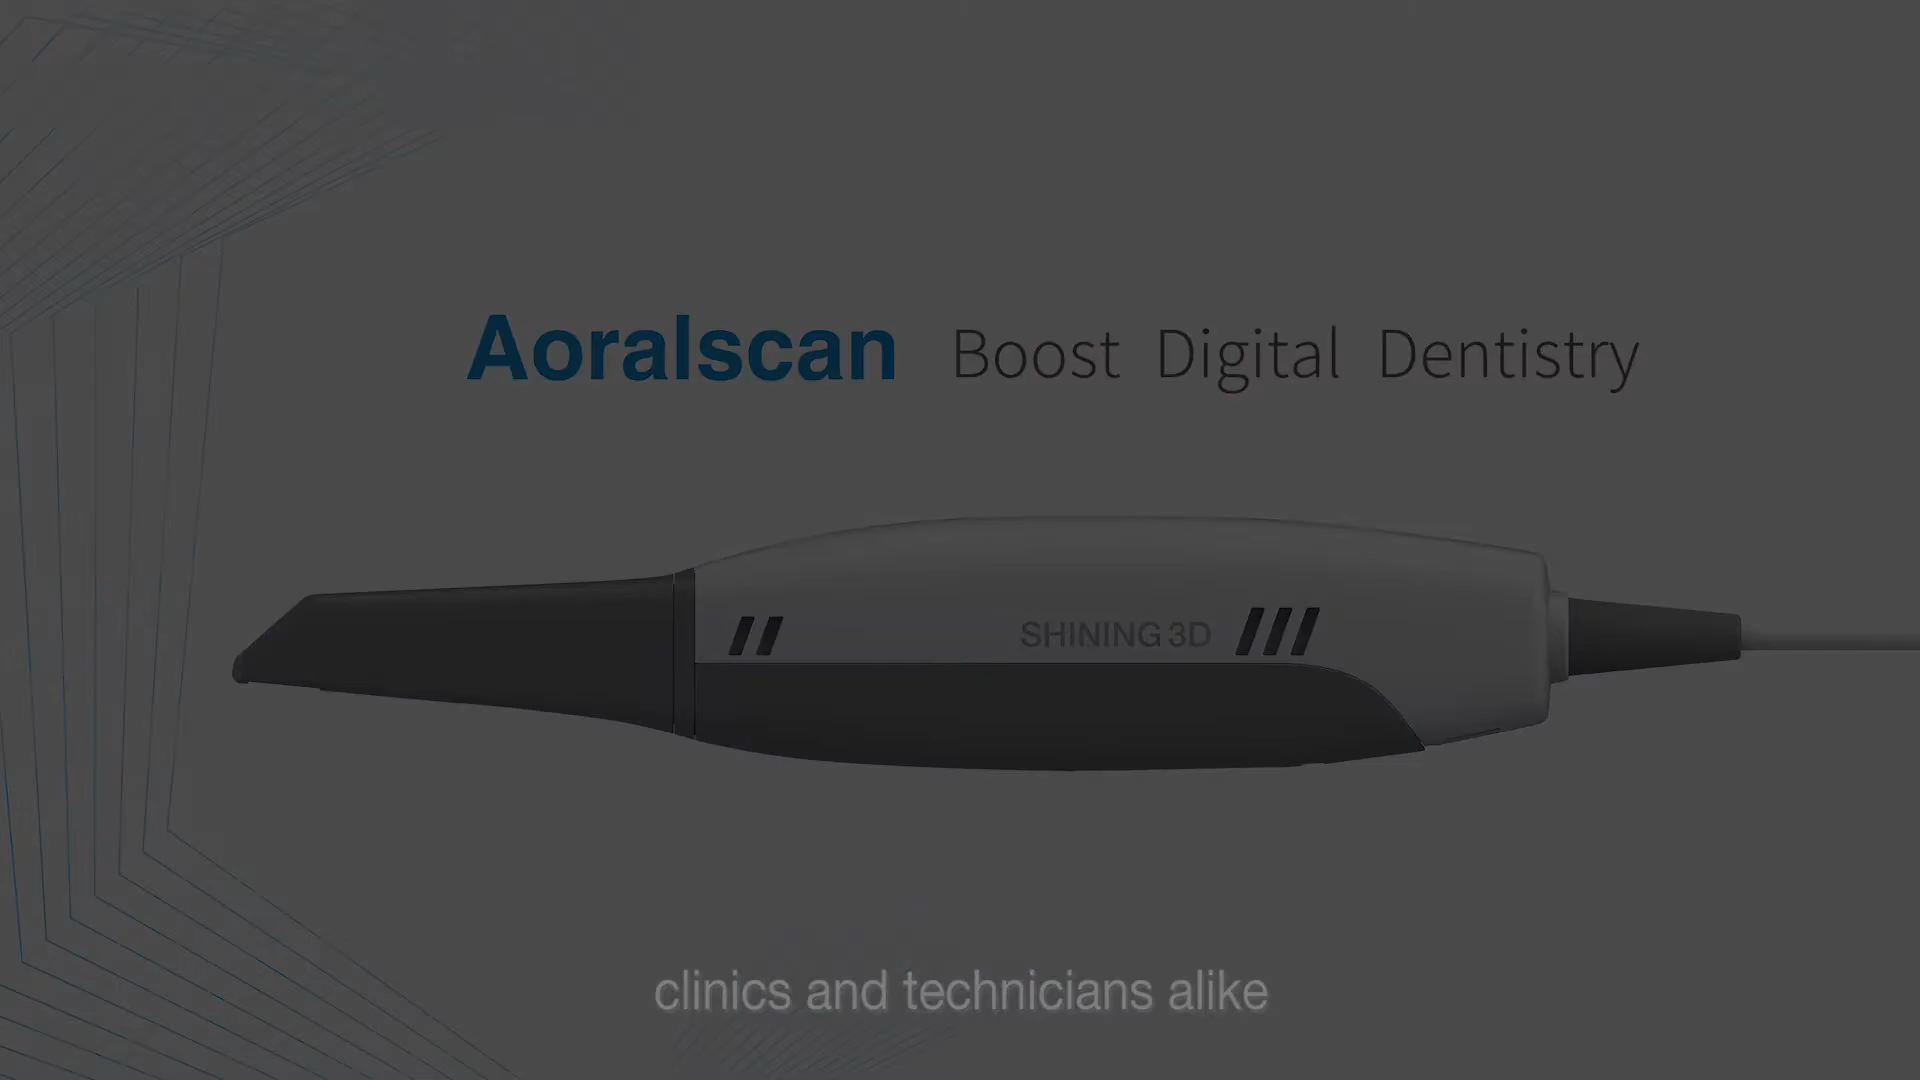 Aoralscan Boost Digital Dentistry
SHINING 3D
clinics and technicians alike